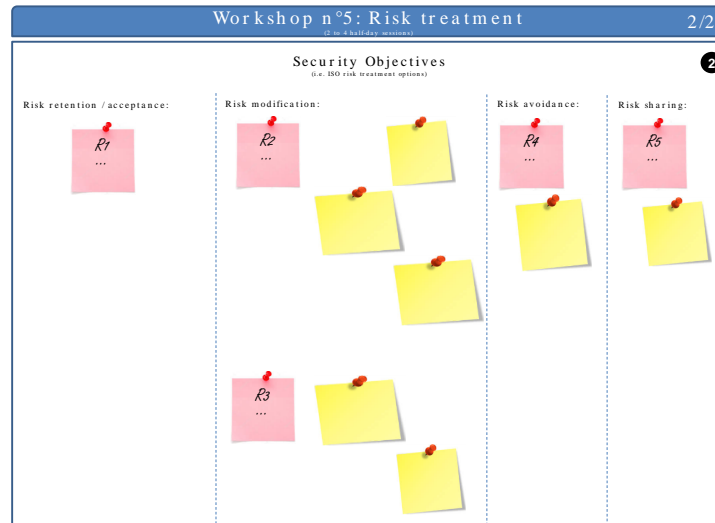 Workshop n°5: Risk treatment
2/2
(2 to 4 half-day sessions)
Security Objectives
(i.e. ISO risk treatment options)
2
Risk retention / acceptance:
Risk modification:
Risk avoidance:
Risk sharing:
R1
...
R2
...
R4
...
R5
...
R3
...